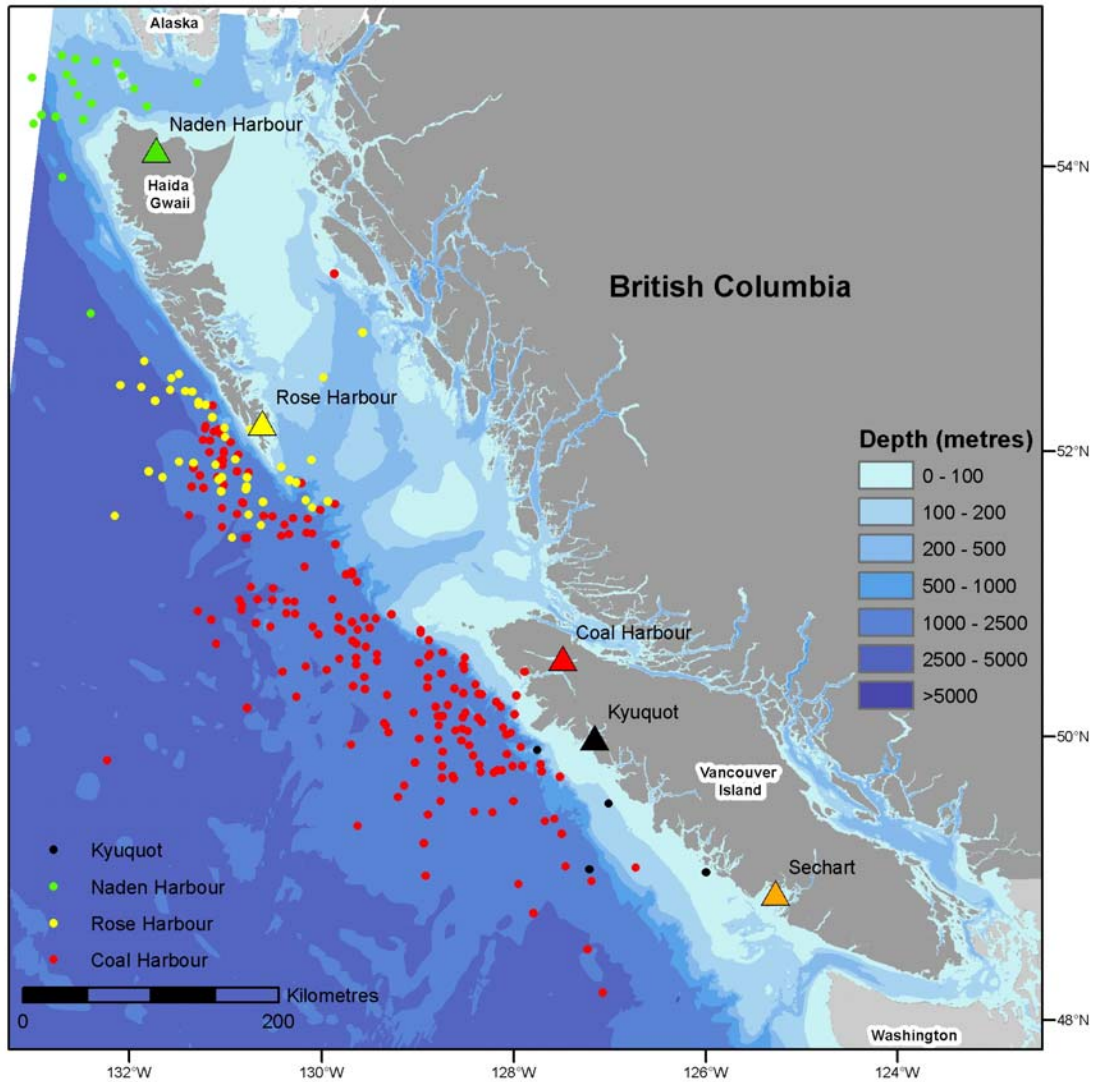 Alaska
Naden Harbour
Haida
Gwaii
54°N
British Columbia
Rose Harbour
52°N
Depth (metres)
0 - 100
100 - 200
200 - 500
500 - 1000
1000 - 2500
2500 - 5000
>5000
Coal Harbour
Kyuquot
50°N
Vancouver
Island
Sechart
Kyuquot
Naden Harbour
Rose Harbour
Coal Harbour
Kilometres
0 200
48°N
Washington
132°W 130°W 128°W 126°W 124°W